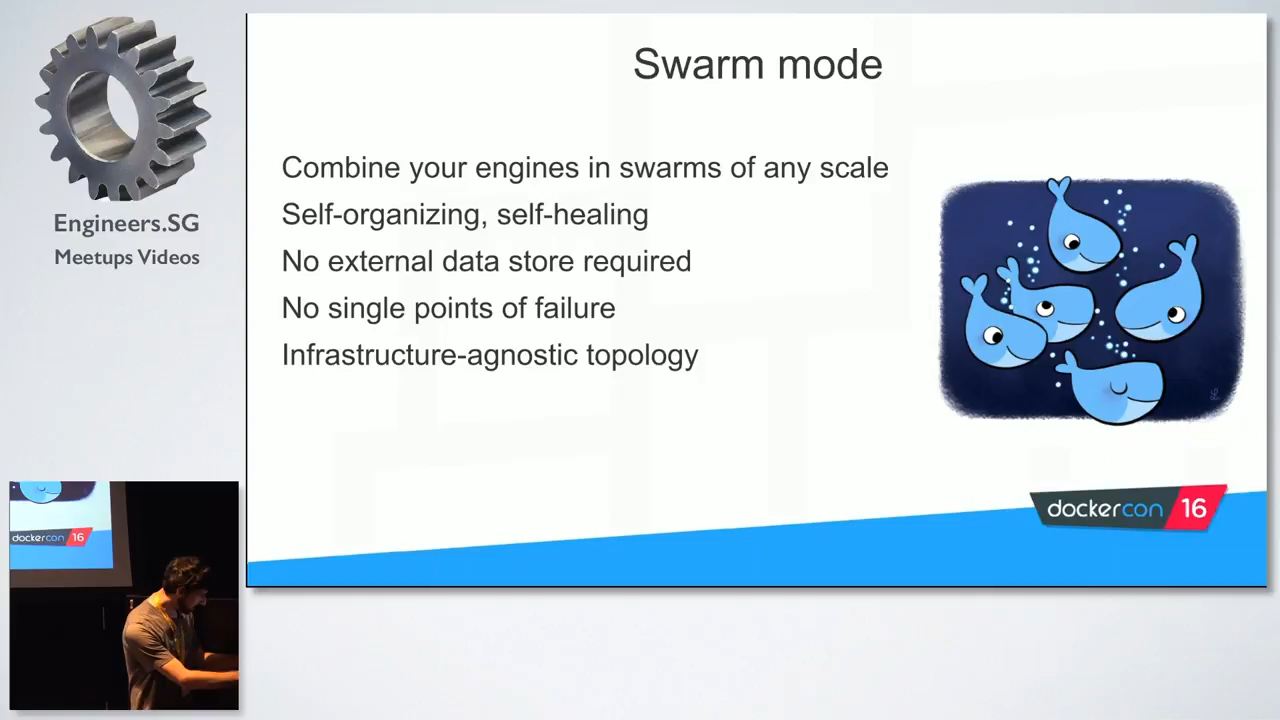 Engineers.SG
Meetups Videos
Swarm mode
Combine your engines in swarms of any scale
Self-organizing, self-healing
No external data store required
No single points of failure
Infrastructure-agnostic topology
dockercon 16
dockercon 16